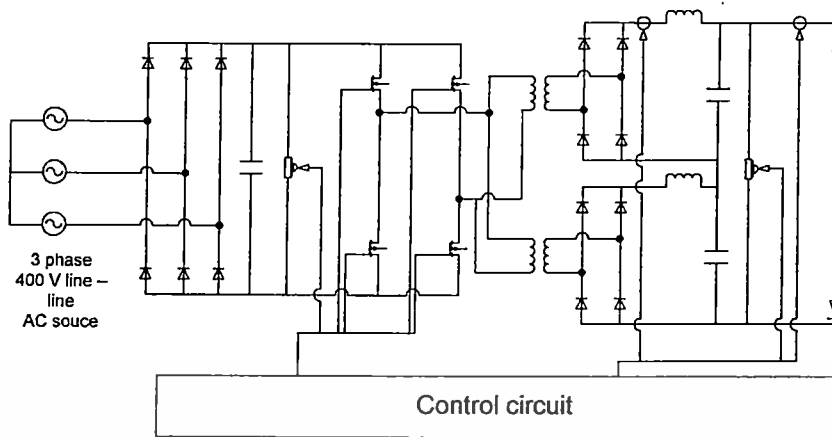 3 phase
400 V line –
line
AC souce
Control circuit